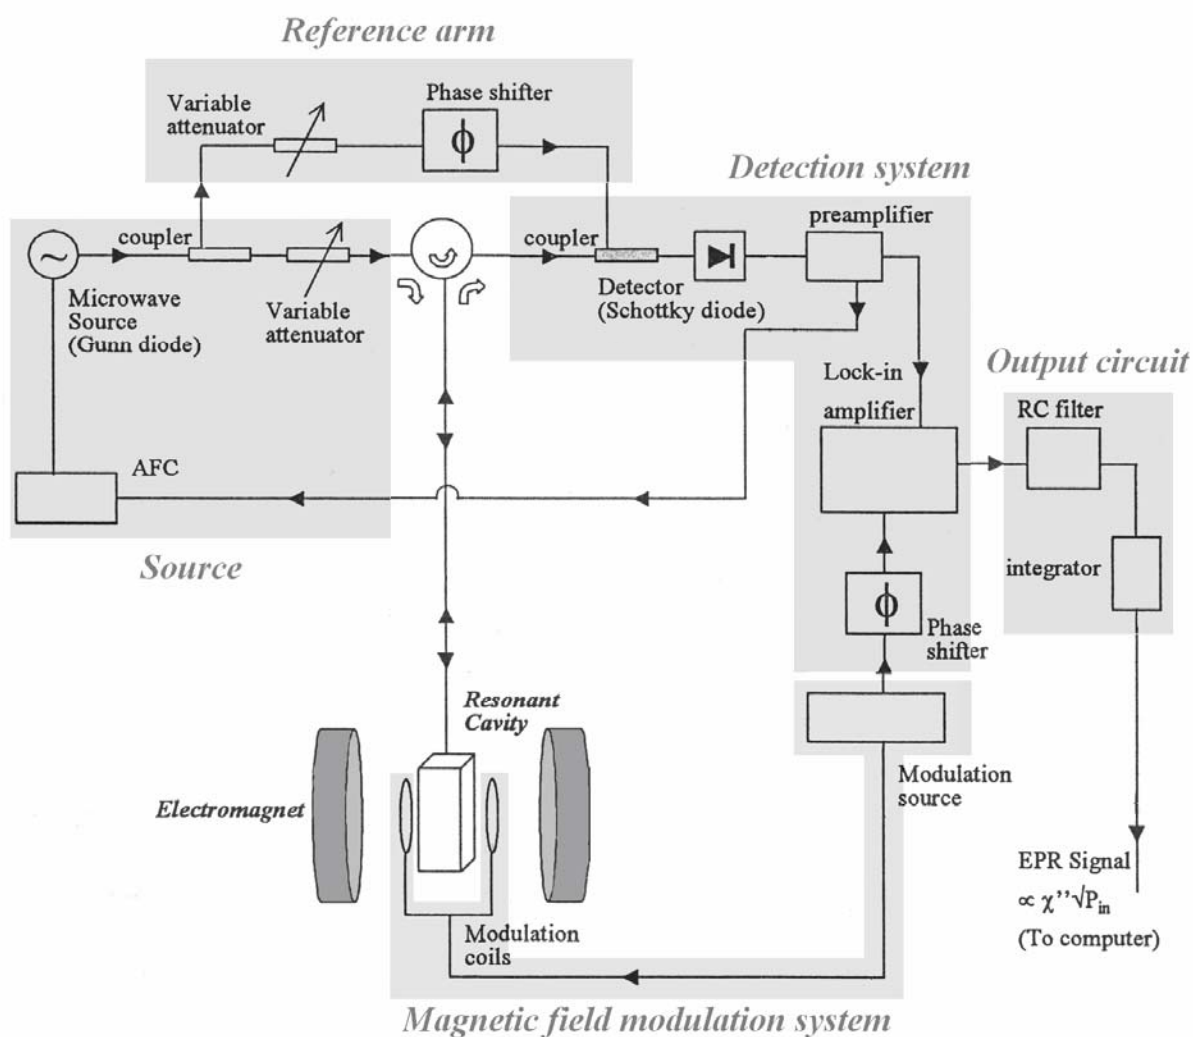 Reference arm
Variable
attenuator
Phase shifter
ϕ
Detection system
preamplifier
coupler
coupler
~
Microwave
Source
(Gunn diode)
Variable
attenuator
Detector
(Schottky diode)
Lock-in
amplifier
Output circuit
RC filter
AFC
Source
integrator
ϕ
Phase
shifter
Resonant
Cavity
Electromagnet
Modulation
source
Modulation
coils
EPR Signal
∝ χ’’√Pin
(To computer)
Magnetic field modulation system